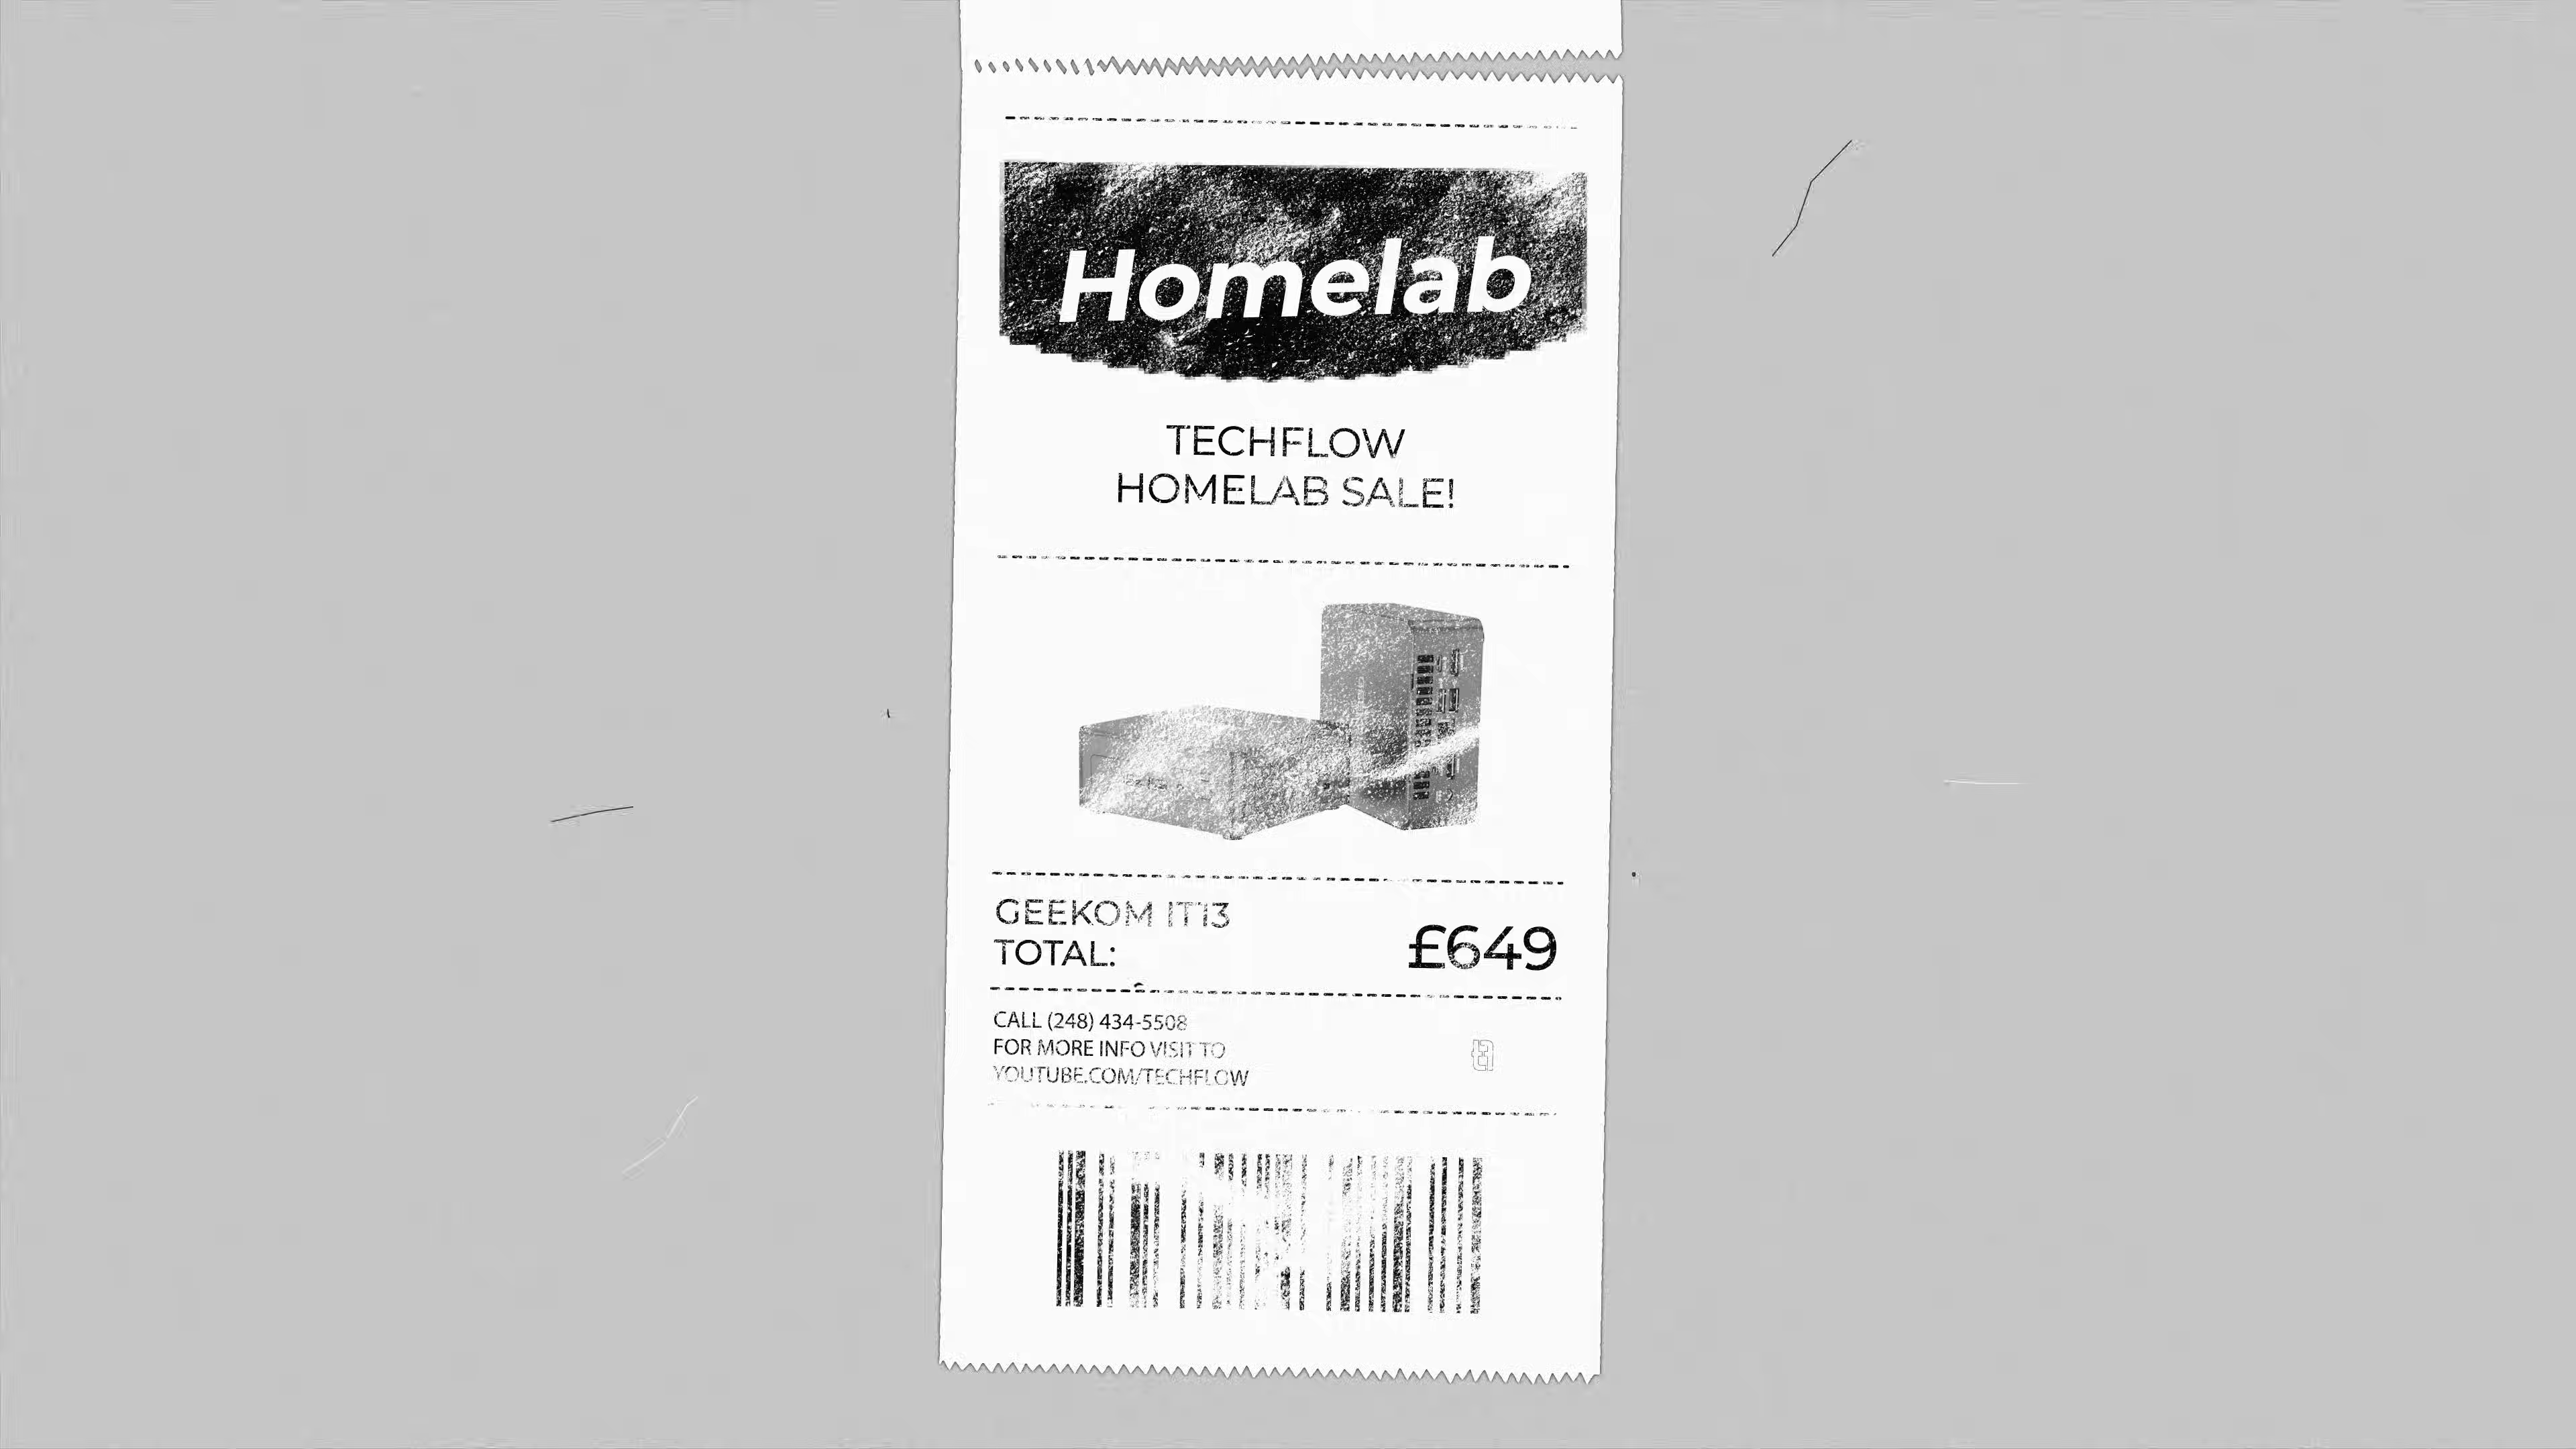 Homelab
TECHFLOW
HOMELAB SALE!
GEEKOM IT13
TOTAL:
£649
CALL (248) 434-5508
FOR MORE INFO VISIT TO
YOUTUBE.COM/TECHFLOW